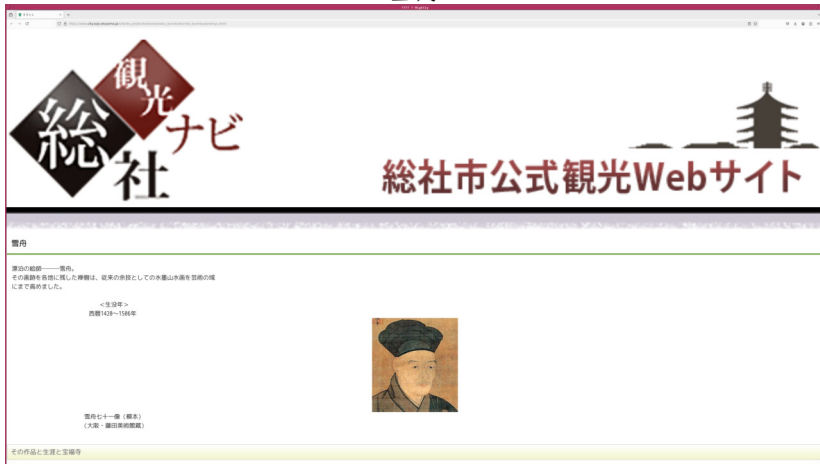 総社
観光
ナビ
総社市公式観光Webサイト
雪舟
漂泊の絵師―――雪舟。
その画跡を各地に残した禅僧は、従来の余技としての水墨山水画を芸術の域
にまで高めました。
＜生没年＞
西暦1420～1506年
雪舟七十一像（模本）
（大阪・藤田美術館蔵）
その作品と生涯と宝福寺